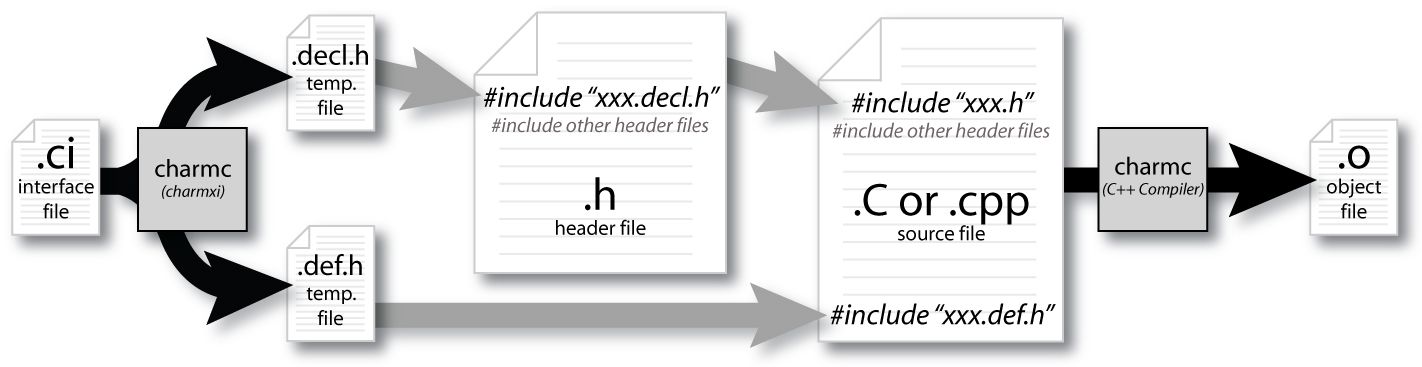 .ci
interface
file
charmc
(charmxi)
.decl.h
temp.
file
.def.h
temp.
file
#include “xxx.decl.h”
#include other header files
.h
header file
#include “xxx.h”
#include other header files
.C or .cpp
source file
#include “xxx.def.h”
charmc
(C++ Compiler)
.o
object
file